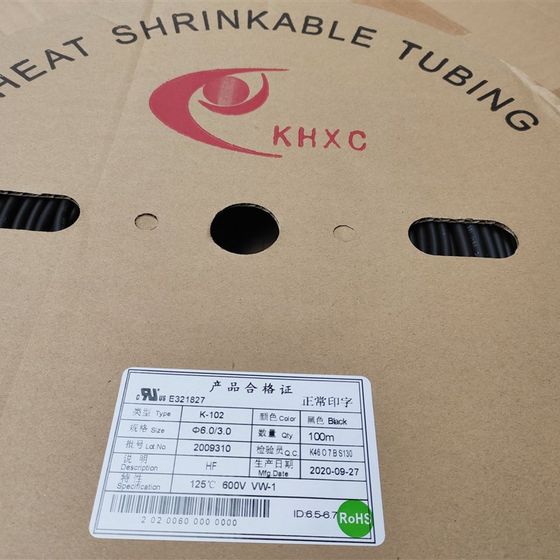 HEAT SHRINKABLE TUBING
KHXC
产品合格证
c RU us E321827 正常印字
类型 Type K-102 颜色 Color 黑色 Black
规格 Size Φ6.0/3.0 数量 Qty 100m
批号 Lot No 2009310 检验员 Q.C. K46 O 7 B S130
说明 Description HF 生产日期 Mfg Date 2020-09-27
特性 Specification 125℃ 600V VW-1
ID:6.5-6.7 RoHS
2 02 0060 000 0000